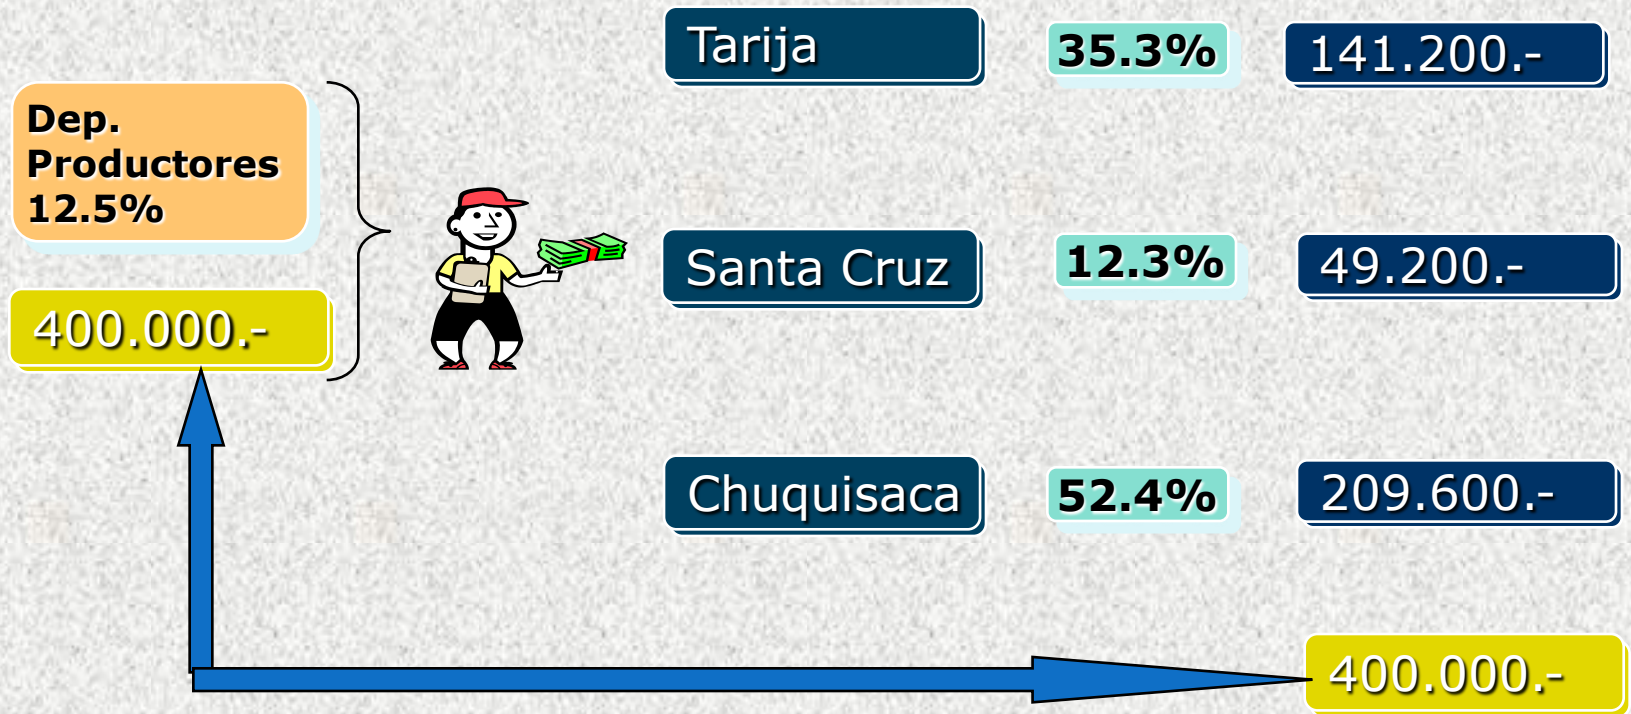 Dep.
Productores
12.5%
400.000.-
Tarija
35.3%
141.200.-
Santa Cruz
12.3%
49.200.-
Chuquisaca
52.4%
209.600.-
400.000.-